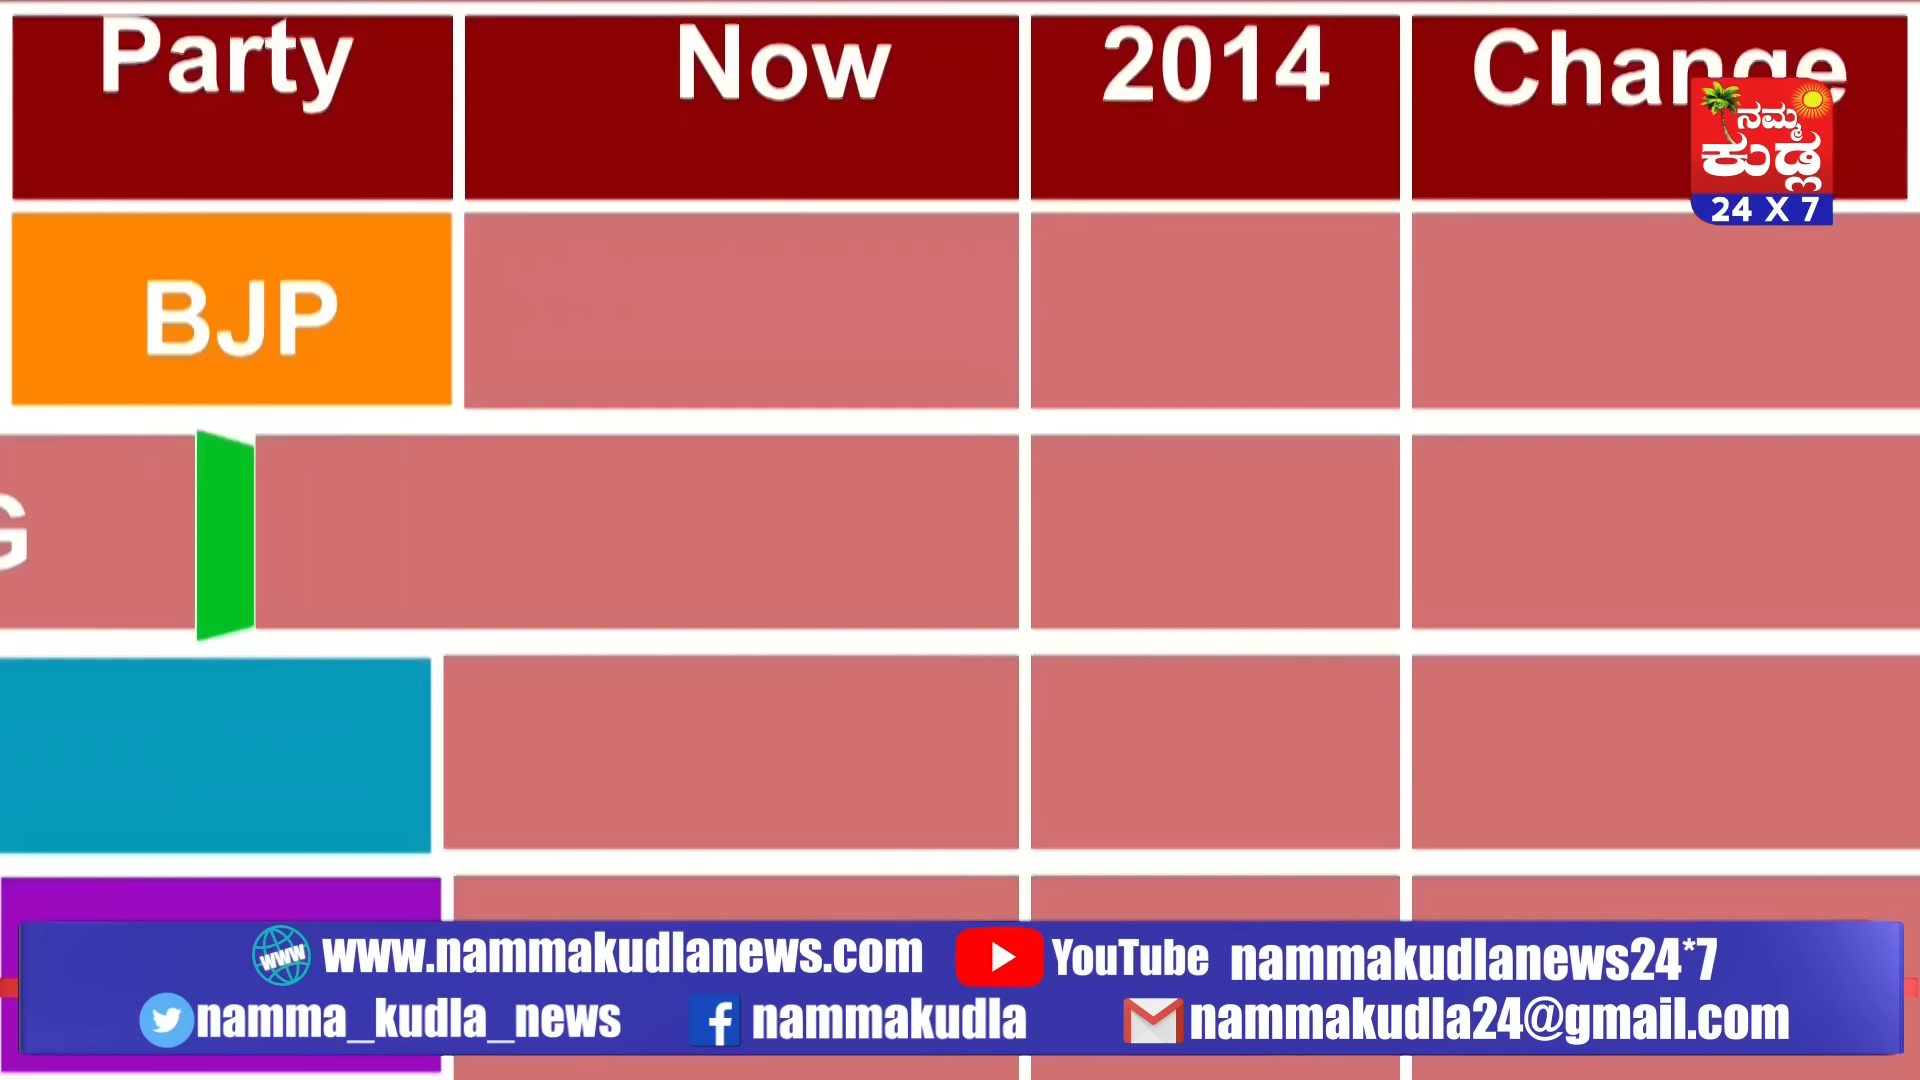 Party Now 2014 Change
ನಮ್ಮ
ಕುಡ್ಲ
24 X 7
BJP
G
www www.nammakudlanews.com YouTube nammakudlanews24*7
namma_kudla_news f nammakudla nammakudla24@gmail.com